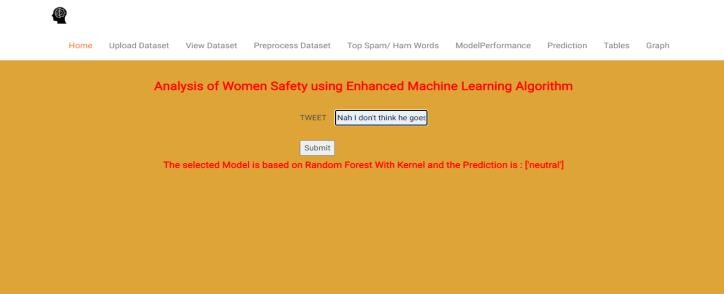 Home Upload Dataset View Dataset Preprocess Dataset Top Spam/ Ham Words ModelPerformance Prediction Tables Graph
Analysis of Women Safety using Enhanced Machine Learning Algorithm
TWEET Nah I don't think he goes
Submit
The selected Model is based on Random Forest With Kernel and the Prediction is : ['neutral']